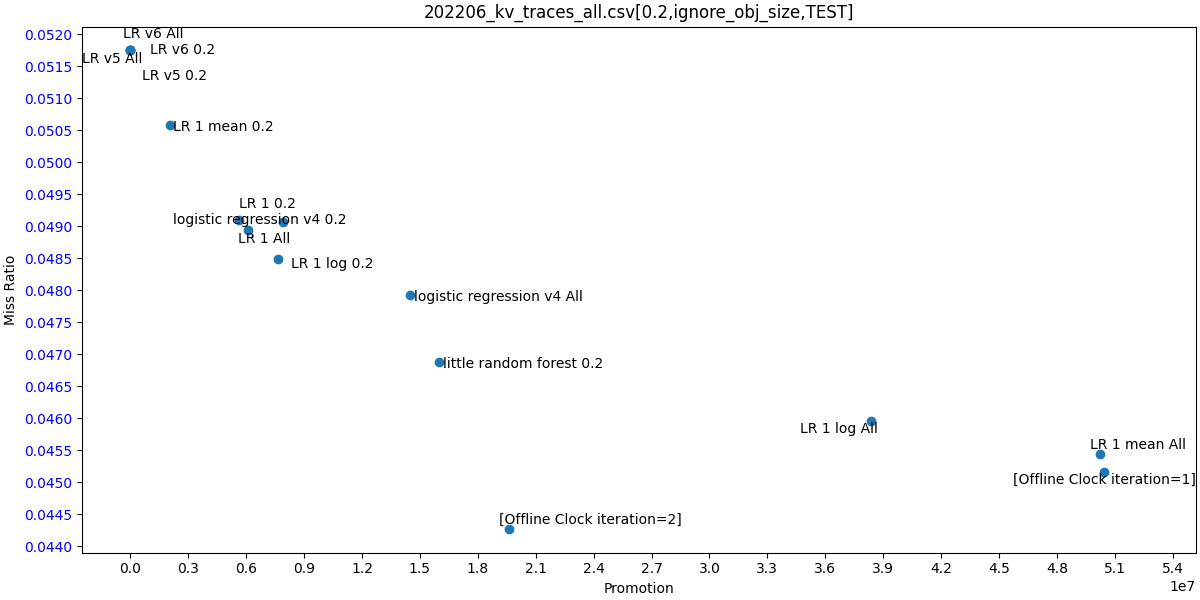 202206_kv_traces_all.csv[0.2,ignore_obj_size,TEST]
0.0520
0.0515
0.0510
0.0505
0.0500
0.0495
0.0490
0.0485
0.0480
0.0475
0.0470
0.0465
0.0460
0.0455
0.0450
0.0445
0.0440
Miss Ratio
LR v6 All
LR v6 0.2
LR v5 All
LR v5 0.2
LR 1 mean 0.2
LR 1 0.2
logistic regression v4 0.2
LR 1 All
LR 1 log 0.2
logistic regression v4 All
little random forest 0.2
LR 1 log All
LR 1 mean All
[Offline Clock iteration=1]
[Offline Clock iteration=2]
0.0 0.3 0.6 0.9 1.2 1.5 1.8 2.1 2.4 2.7 3.0 3.3 3.6 3.9 4.2 4.5 4.8 5.1 5.4
1e7
Promotion